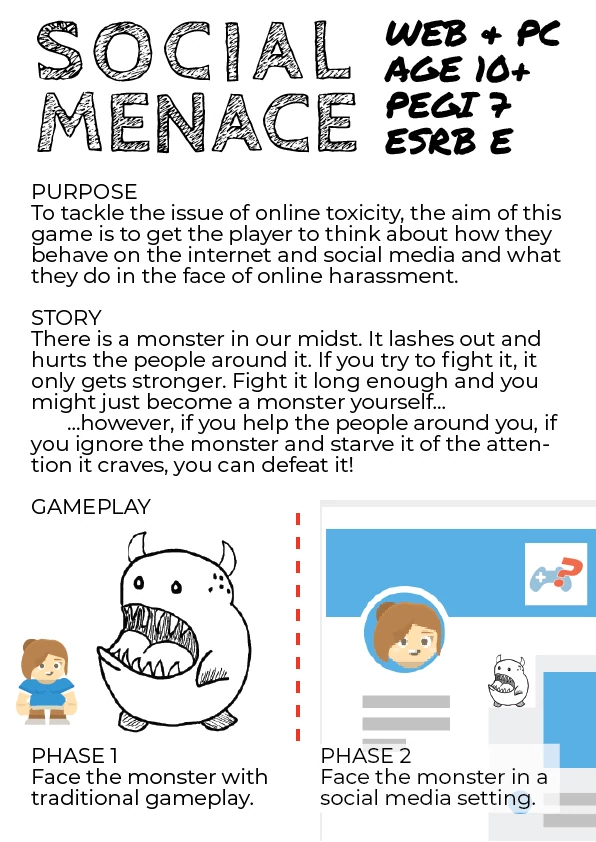 SOCIAL
MENACE
WEB & PC
AGE 10+
PEGI 7
ESRB E
PURPOSE
To tackle the issue of online toxicity, the aim of this
game is to get the player to think about how they
behave on the internet and social media and what
they do in the face of online harassment.
STORY
There is a monster in our midst. It lashes out and
hurts the people around it. If you try to fight it, it
only gets stronger. Fight it long enough and you
might just become a monster yourself...
...however, if you help the people around you, if
you ignore the monster and starve it of the atten-
tion it craves, you can defeat it!
GAMEPLAY
PHASE 1
Face the monster with
traditional gameplay.
PHASE 2
Face the monster in a
social media setting.